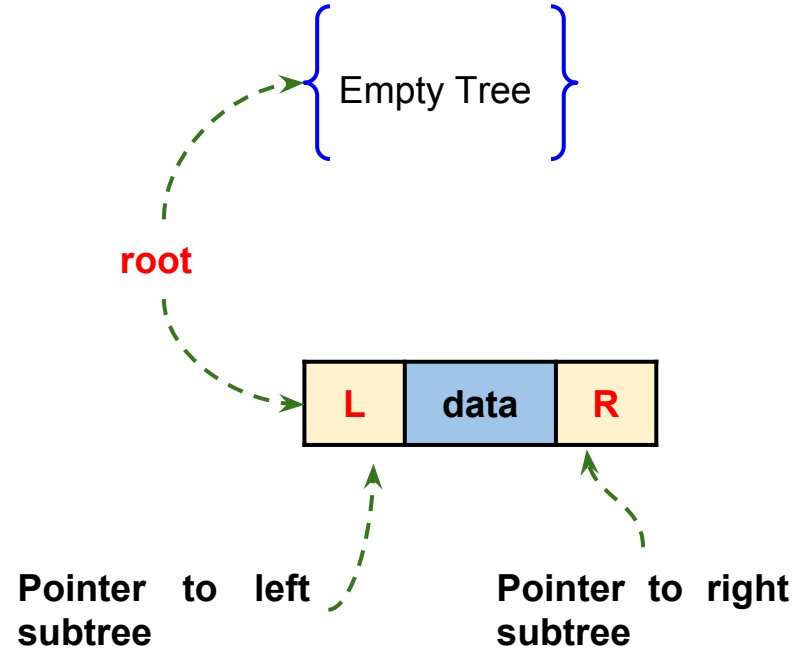 Empty Tree
root
L data R
Pointer to left
subtree
Pointer to right
subtree